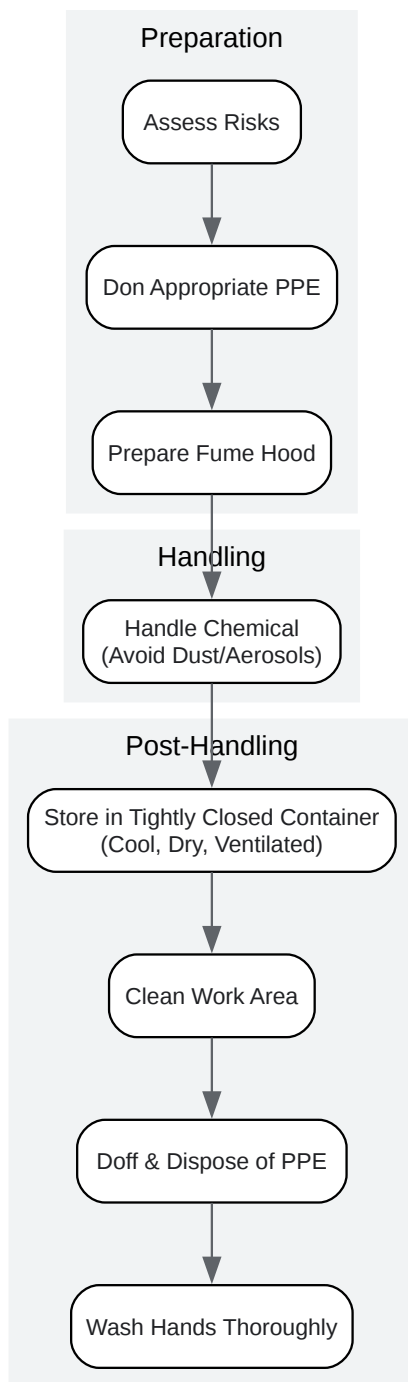 Preparation
Assess Risks
Don Appropriate PPE
Prepare Fume Hood
Handling
Handle Chemical
(Avoid Dust/Aerosols)
Post-Handling
Store in Tightly Closed Container
(Cool, Dry, Ventilated)
Clean Work Area
Doff & Dispose of PPE
Wash Hands Thoroughly